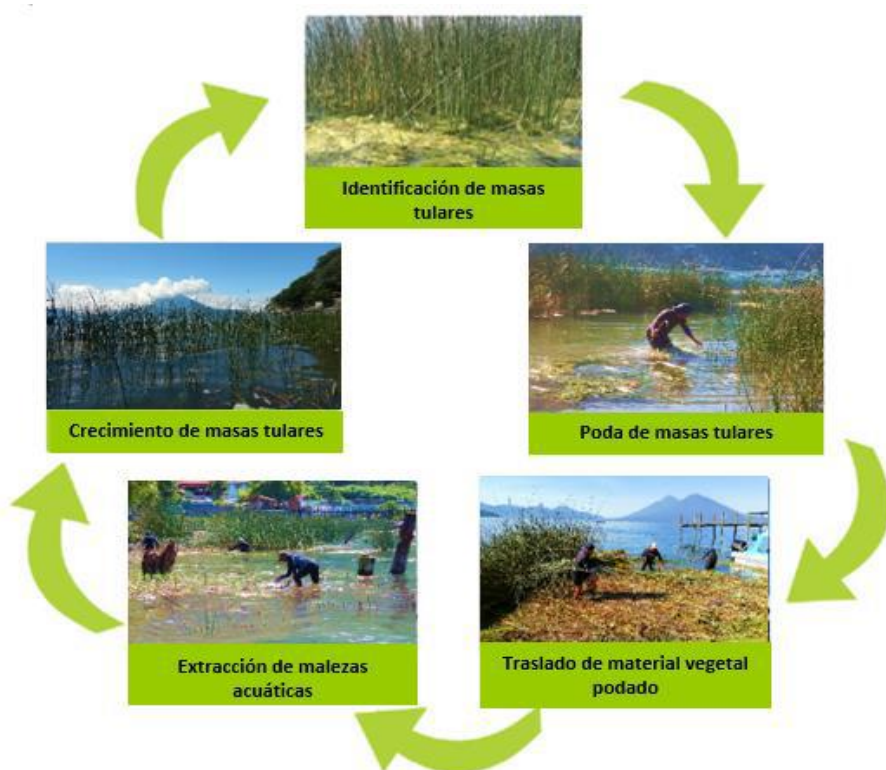 Identificación de masas
tulares
Poda de masas tulares
Traslado de material vegetal
podado
Extracción de malezas
acuáticas
Crecimiento de masas tulares